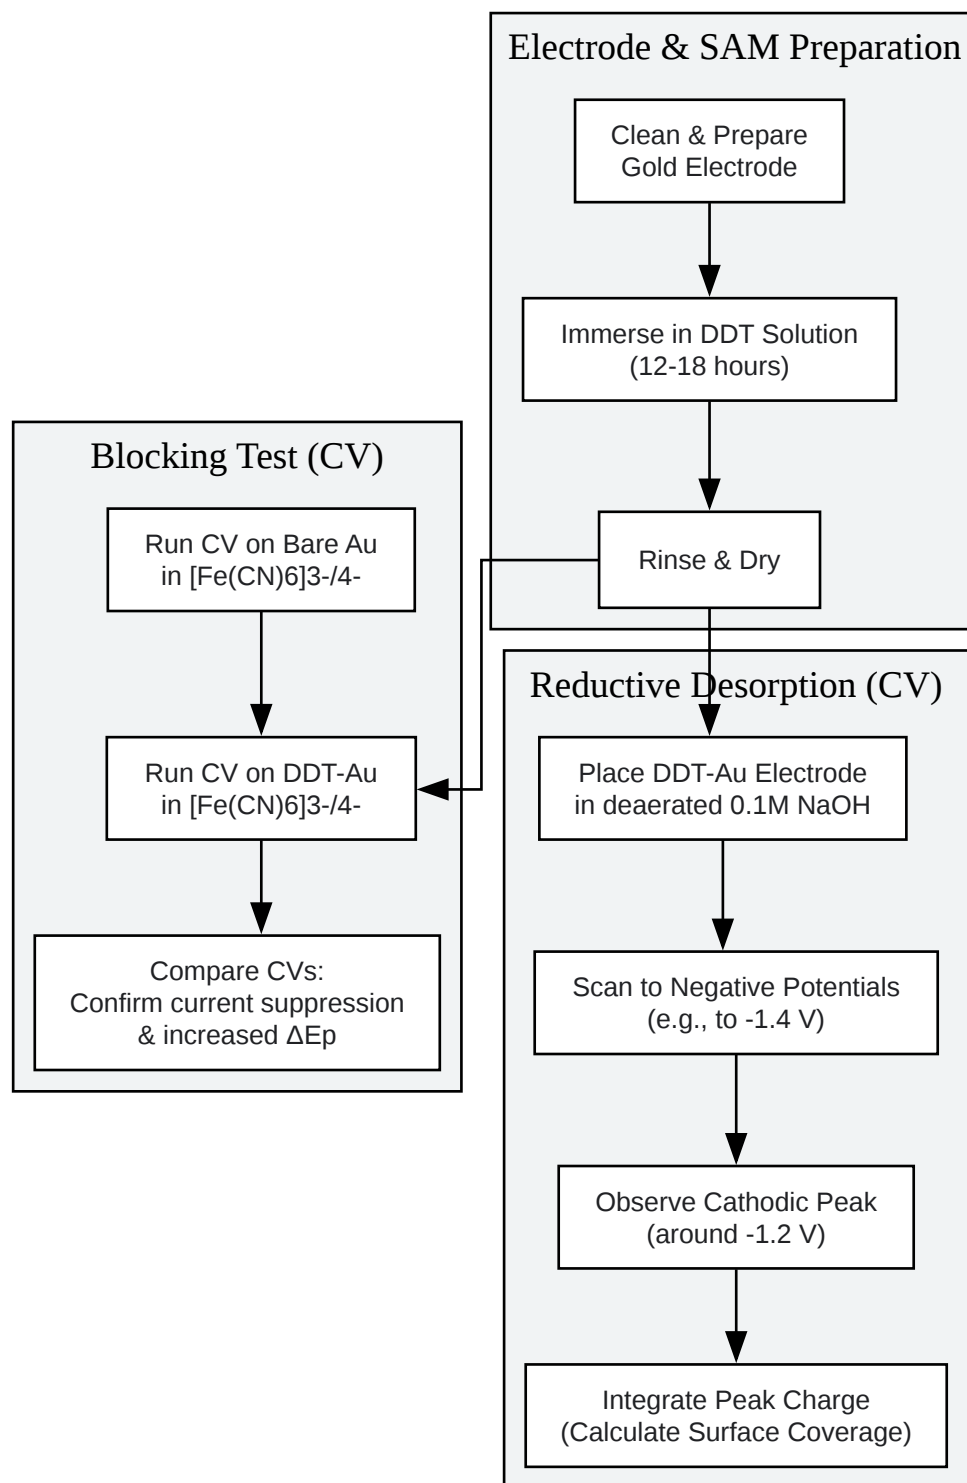 Electrode & SAM Preparation
Clean & Prepare
Gold Electrode
Immerse in DDT Solution
(12-18 hours)
Rinse & Dry
Blocking Test (CV)
Run CV on Bare Au
in [Fe(CN)6]3-/4-
Run CV on DDT-Au
in [Fe(CN)6]3-/4-
Compare CVs:
Confirm current suppression
& increased ΔEp
Reductive Desorption (CV)
Place DDT-Au Electrode
in deaerated 0.1M NaOH
Scan to Negative Potentials
(e.g., to -1.4 V)
Observe Cathodic Peak
(around -1.2 V)
Integrate Peak Charge
(Calculate Surface Coverage)